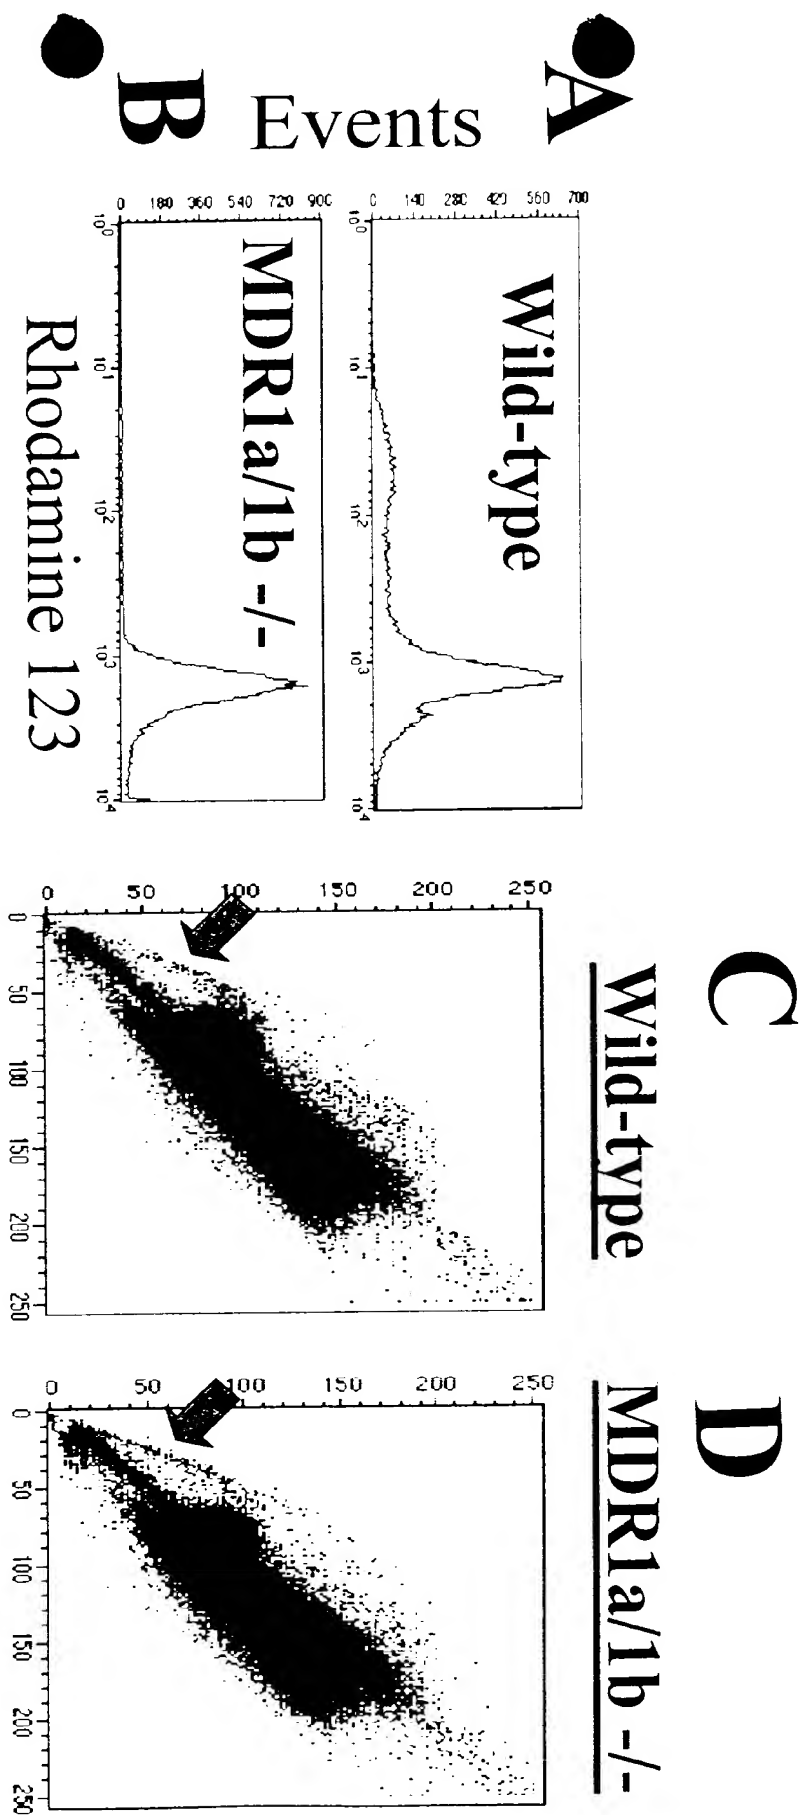 A
Wild-type
0 140 280 420 560 700
10 0 10 1 10 2 10 3 10 4
Events
B
MDR1a/1b -/-
0 180 360 540 720 900
10 0 10 1 10 2 10 3 10 4
Rhodamine 123
C
Wild-type
0 50 100 150 200 250
0 50 100 150 200 250
D
MDR1a/1b -/-
0 50 100 150 200 250
0 50 100 150 200 250